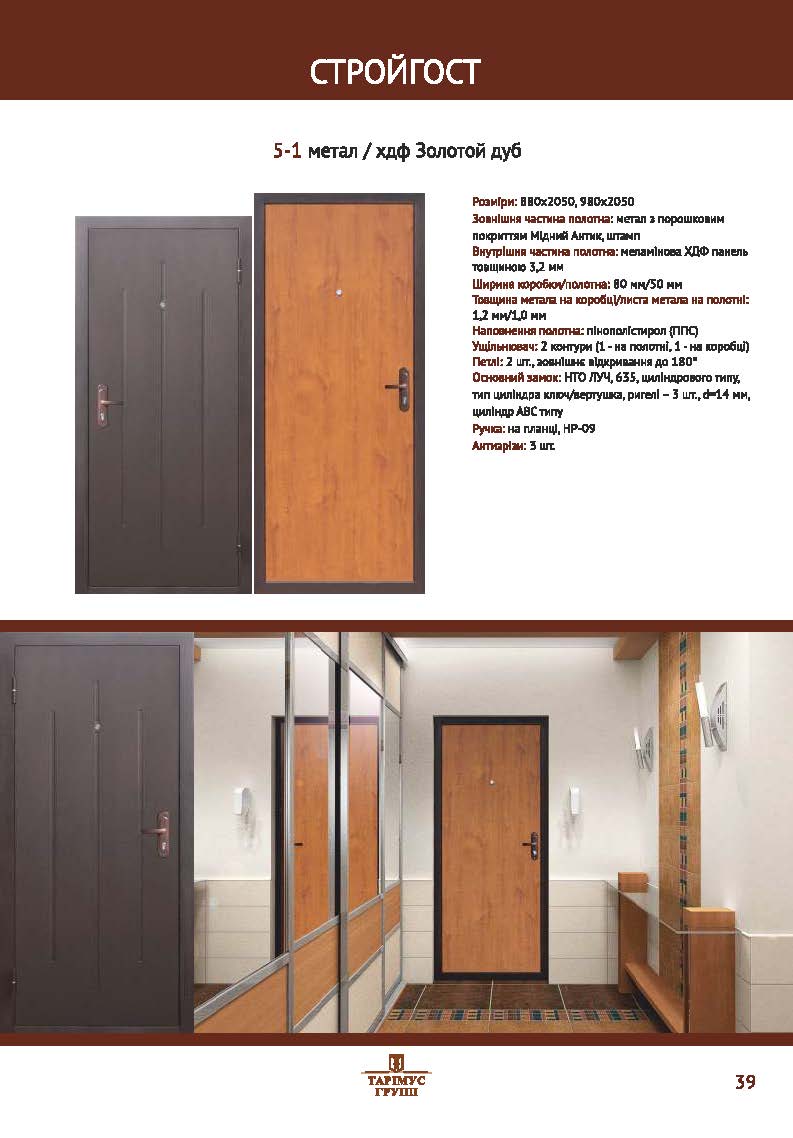 СТРОЙГОСТ
5-1 метал / хдф Золотой дуб
Розміри: 880х2050, 980х2050
Зовнішня частина полотна: метал з порошковим
покриттям Мідний Антик, штамп
Внутрішня частина полотна: меламінова ХДФ панель
товщиною 3,2 мм
Ширина коробки/полотна: 80 мм/50 мм
Товщина метала на коробці/листа метала на полотні:
1,2 мм/1,0 мм
Наповнення полотна: пінополістирол (ППС)
Ущільнювач: 2 контури (1 - на полотні, 1 - на коробці)
Петлі: 2 шт., зовнішнє відкривання до 180°
Основний замок: НТО ЛУЧ, 635, циліндрового типу,
тип циліндра ключ/вертушка, ригелі – 3 шт., d=14 мм,
циліндр АВС типу
Ручка: на планці, НР-09
Антизрізи: 3 шт.
ТАРІМУС
ГРУПП
39